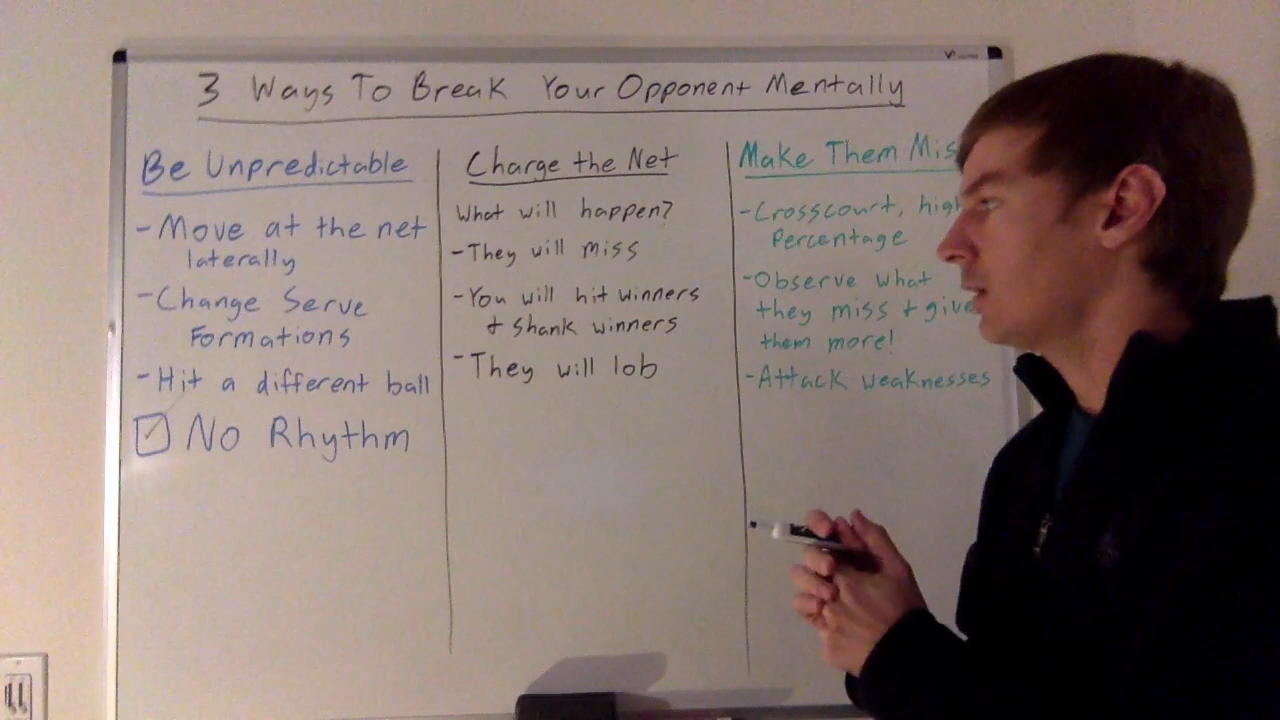 3 Ways To Break Your Opponent Mentally
Be Unpredictable
-Move at the net
laterally
-Change Serve
Formations
-Hit a different ball
No Rhythm
Charge the Net
What will happen?
-They will miss
-You will hit winners
+ shank winners
-They will lob
Make Them Mis
-Crosscourt, high
Percentage
-Observe what
they miss + give
them more!
-Attack weaknesses